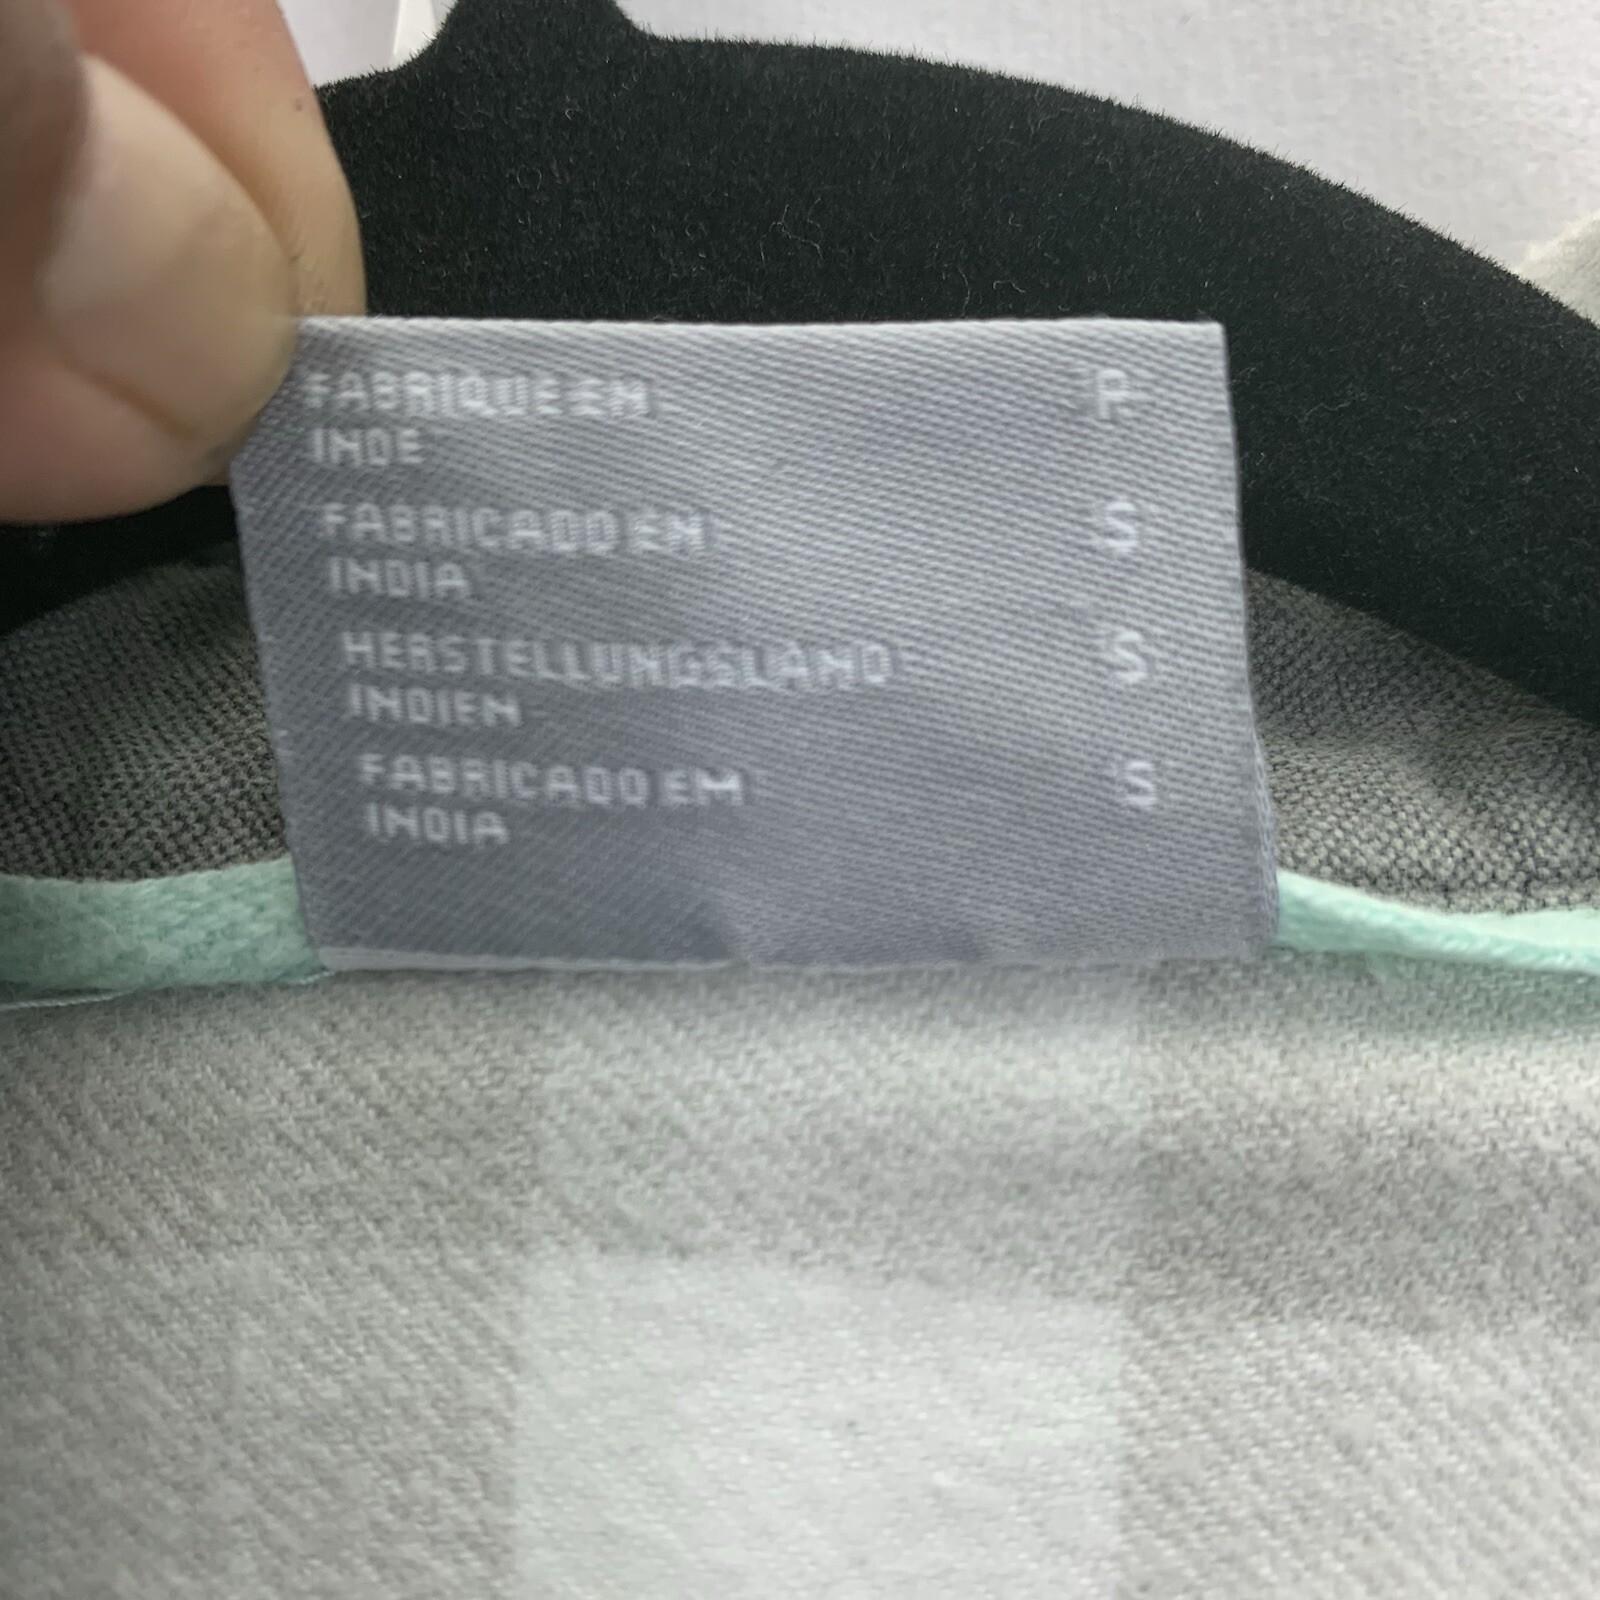 FABRIQUE EN P
INDE
FABRICADO EN S
INDIA
HERSTELLUNGSLAND S
INDIEN
FABRICADO EM S
INDIA